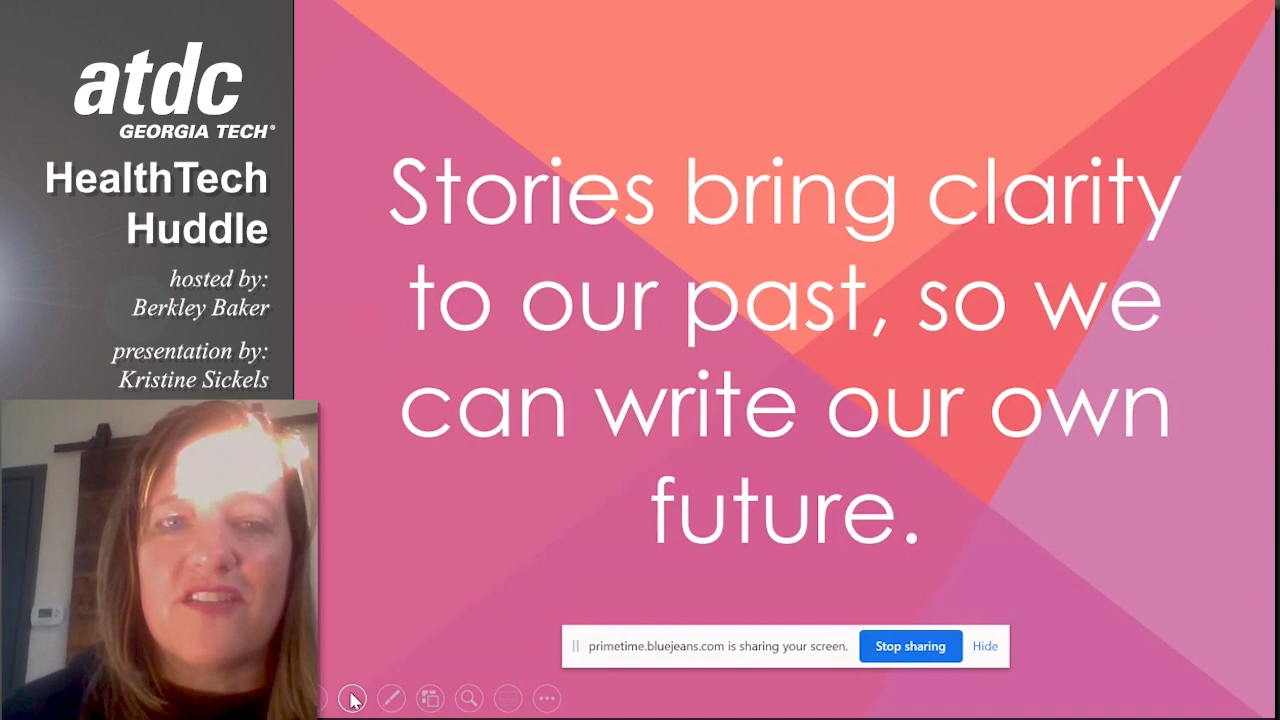 atdc
GEORGIA TECH®
HealthTech
Huddle
hosted by:
Berkley Baker
presentation by:
Kristine Sickels
Stories bring clarity
to our past, so we
can write our own
future.
primetime.bluejeans.com is sharing your screen.
Stop sharing
Hide